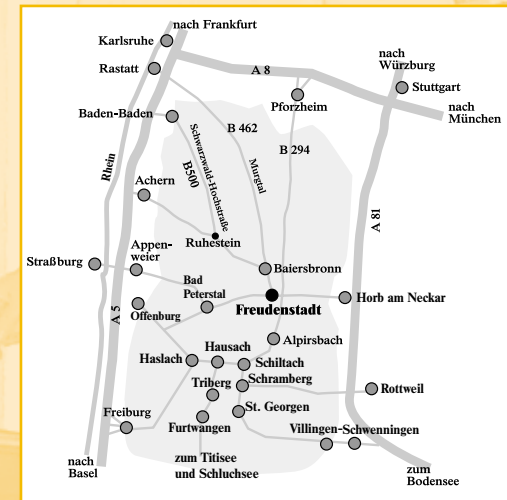 nach Frankfurt
Karlsruhe
Rastatt
A 8
nach
Würzburg
Stuttgart
Pforzheim
nach
München
Baden-Baden
B 462
B 294
Schwarzwald-Hochstraße
B500
Murgtal
Rhein
Achern
A 81
Ruhestein
Appen-
weier
Straßburg
Baiersbronn
Bad
Peterstal
Freudenstadt
Horb am Neckar
A 5
Offenburg
Alpirsbach
Hausach
Haslach
Schiltach
Triberg
Schramberg
Rottweil
St. Georgen
Freiburg
Furtwangen
Villingen-Schwenningen
nach
Basel
zum Titisee
und Schluchsee
zum
Bodensee